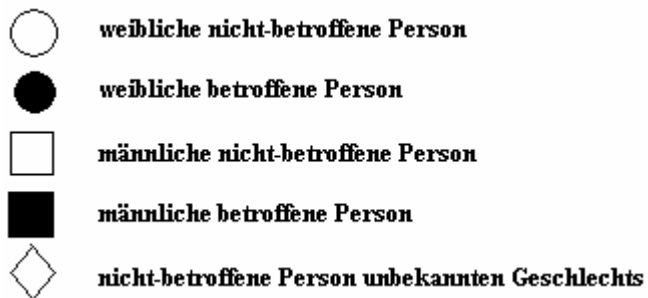 weibliche nicht-betroffene Person
weibliche betroffene Person
männliche nicht-betroffene Person
männliche betroffene Person
nicht-betroffene Person unbekannten Geschlechts